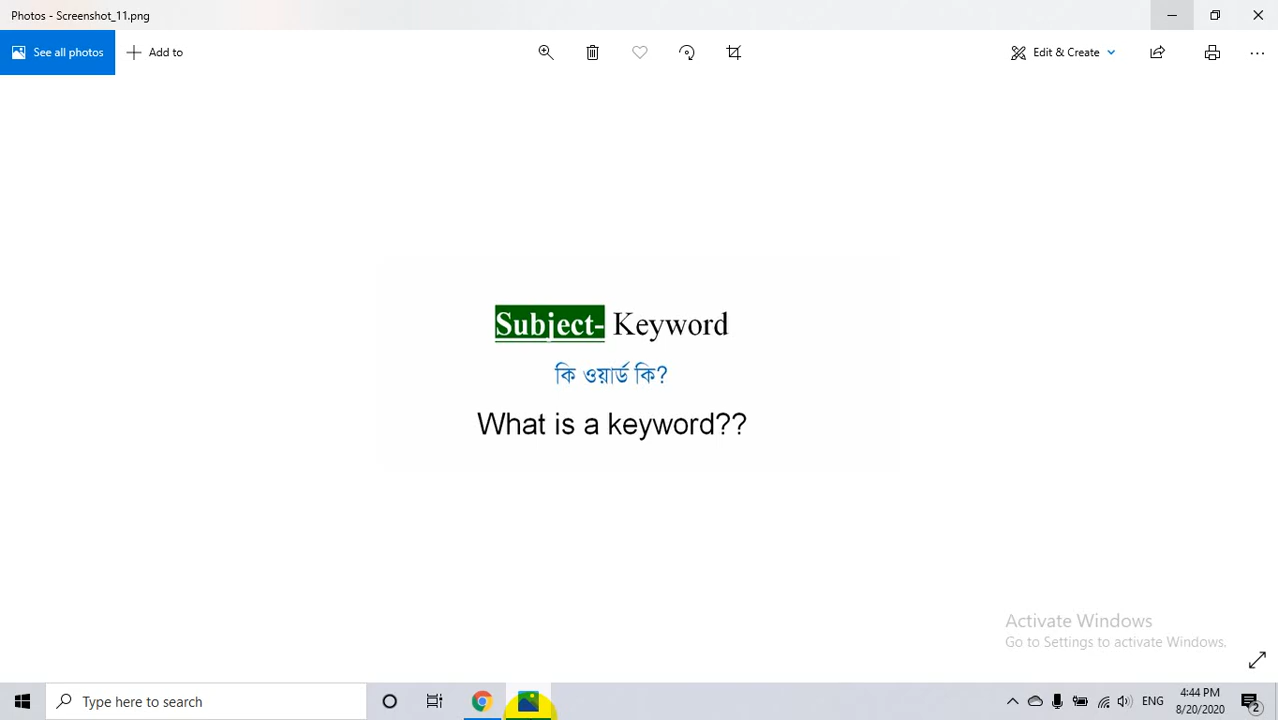 Photos - Screenshot_11.png
See all photos
Add to
Edit & Create
Subject- Keyword
কি ওয়ার্ড কি?
What is a keyword??
Activate Windows
Go to Settings to activate Windows.
Type here to search
ENG
4:44 PM
8/20/2020
2